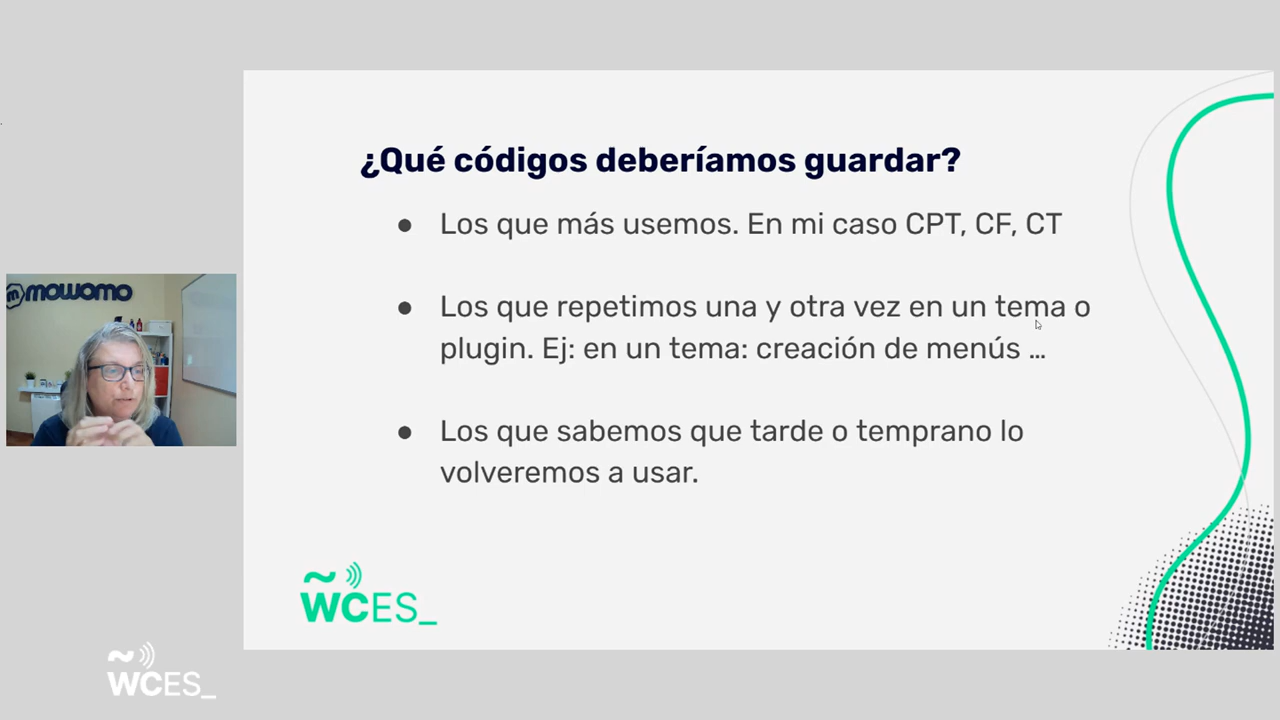 ¿Qué códigos deberíamos guardar?
● Los que más usemos. En mi caso CPT, CF, CT
● Los que repetimos una y otra vez en un tema o
plugin. Ej: en un tema: creación de menús ...
● Los que sabemos que tarde o temprano lo
volveremos a usar.
mowomo
WCES_
WCES_